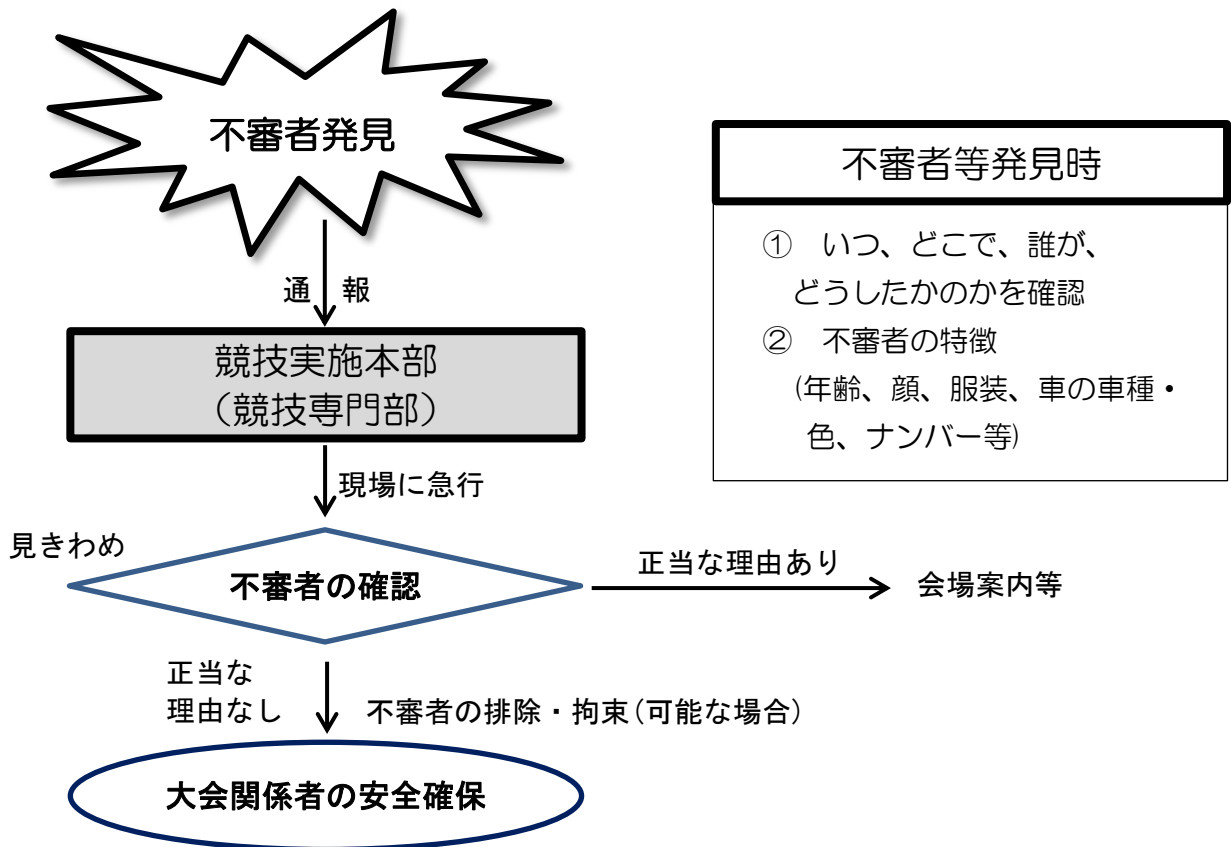 不審者発見
通 報
競技実施本部
（競技専門部）
現場に急行
見きわめ
不審者の確認
正当な理由あり
会場案内等
正当な
理由なし
不審者の排除・拘束(可能な場合)
大会関係者の安全確保
不審者等発見時
① いつ、どこで、誰が、
どうしたかのかを確認
② 不審者の特徴
(年齢、顔、服装、車の車種・
色、ナンバー等)